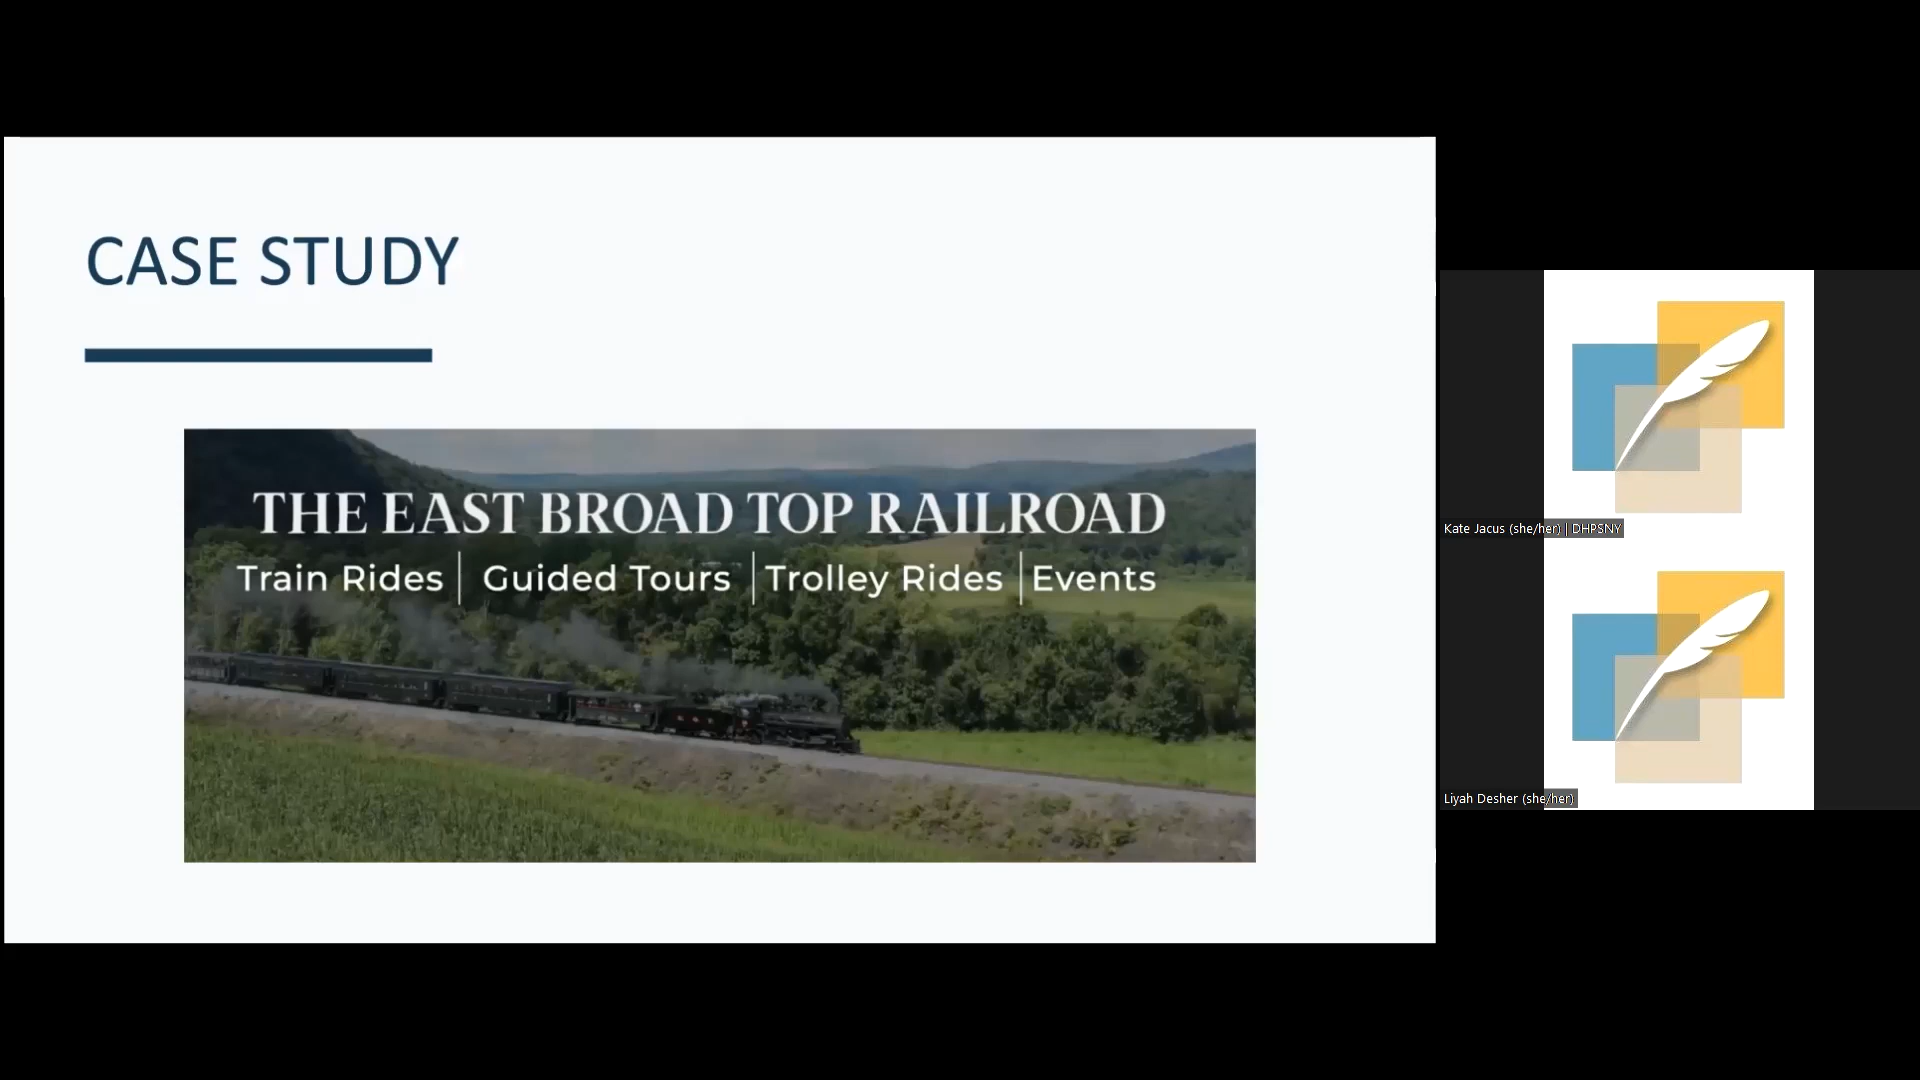 CASE STUDY
THE EAST BROAD TOP RAILROAD
Train Rides | Guided Tours | Trolley Rides | Events
Kate Jacus (she/her) | DHPSNY
Liyah Desher (she/her)